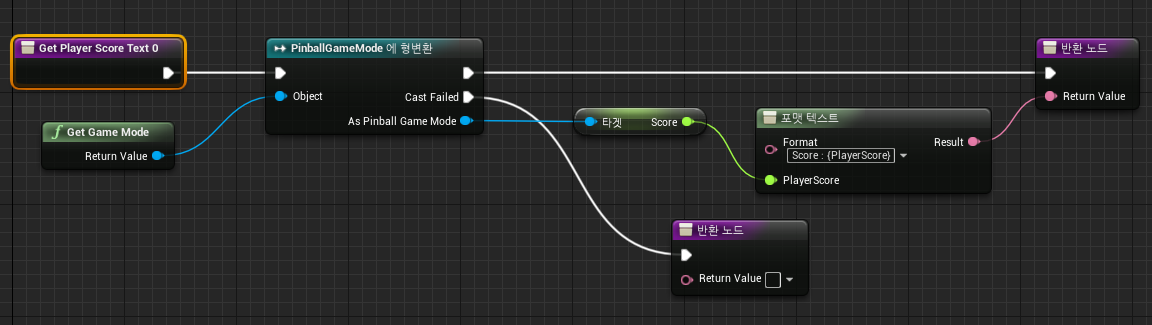 Get Player Score Text 0
PinballGameMode 에 형변환
Object
Cast Failed
As Pinball Game Mode
f Get Game Mode
Return Value
타겟 Score
포맷 텍스트
Format
Score : {PlayerScore}
Result
PlayerScore
반환 노드
Return Value
반환 노드
Return Value